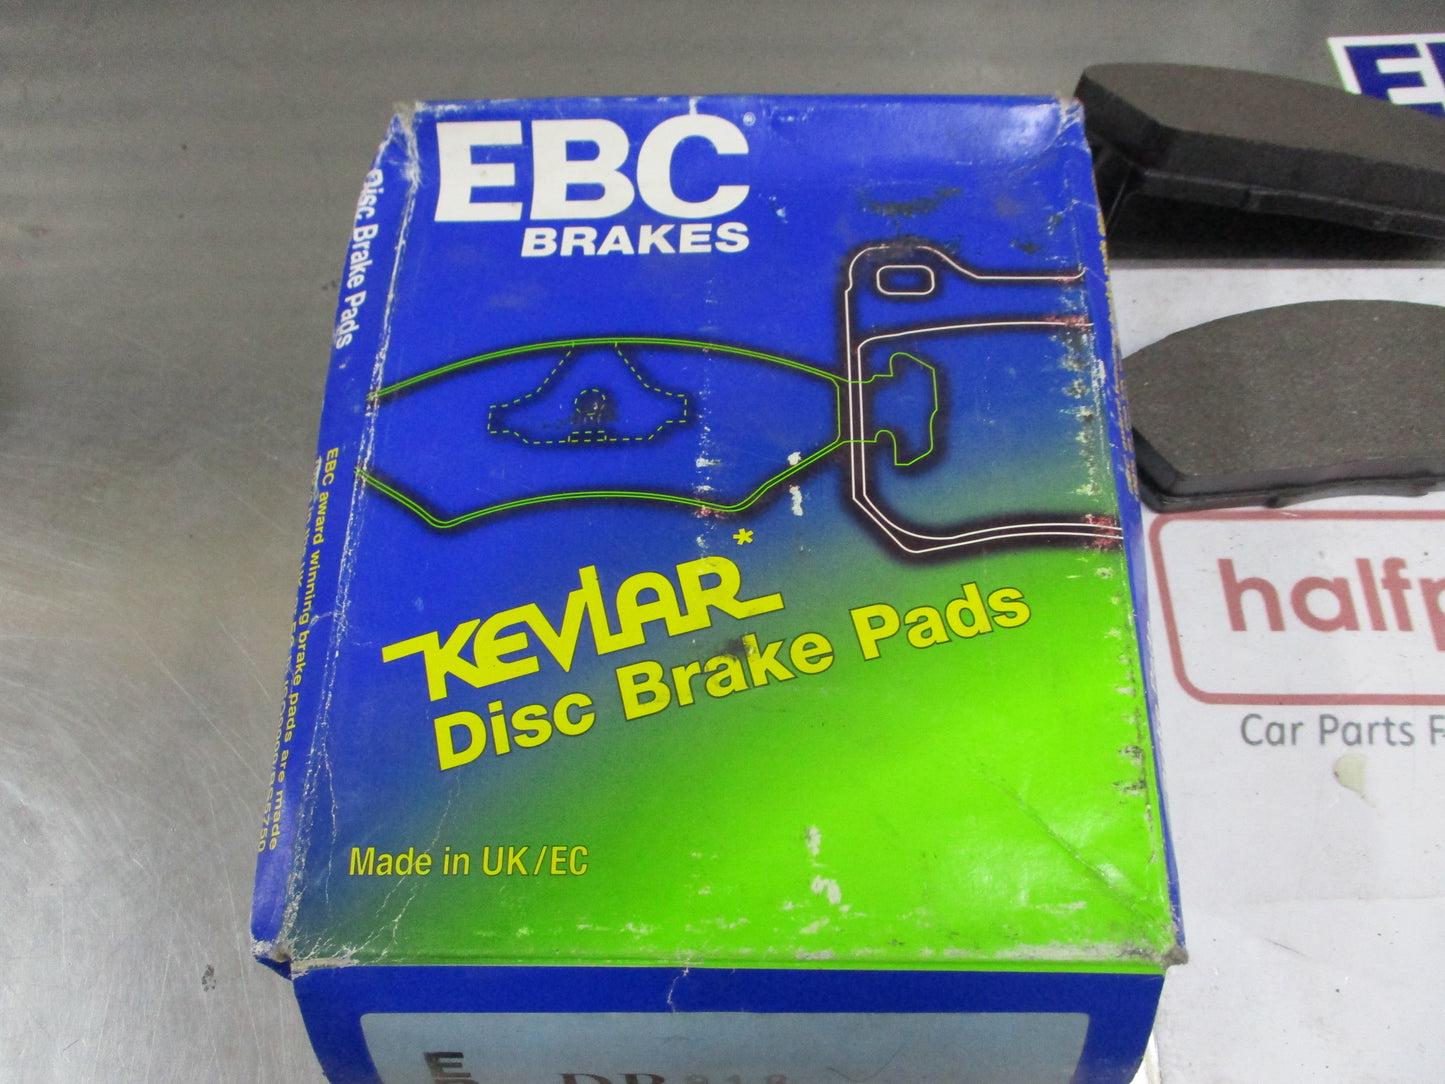 EBC®
BRAKES
KEVLAR*
Disc Brake Pads
Made in UK/EC
Disc Brake Pads
EBC award winning brake pads are made
halfp
Car Parts F